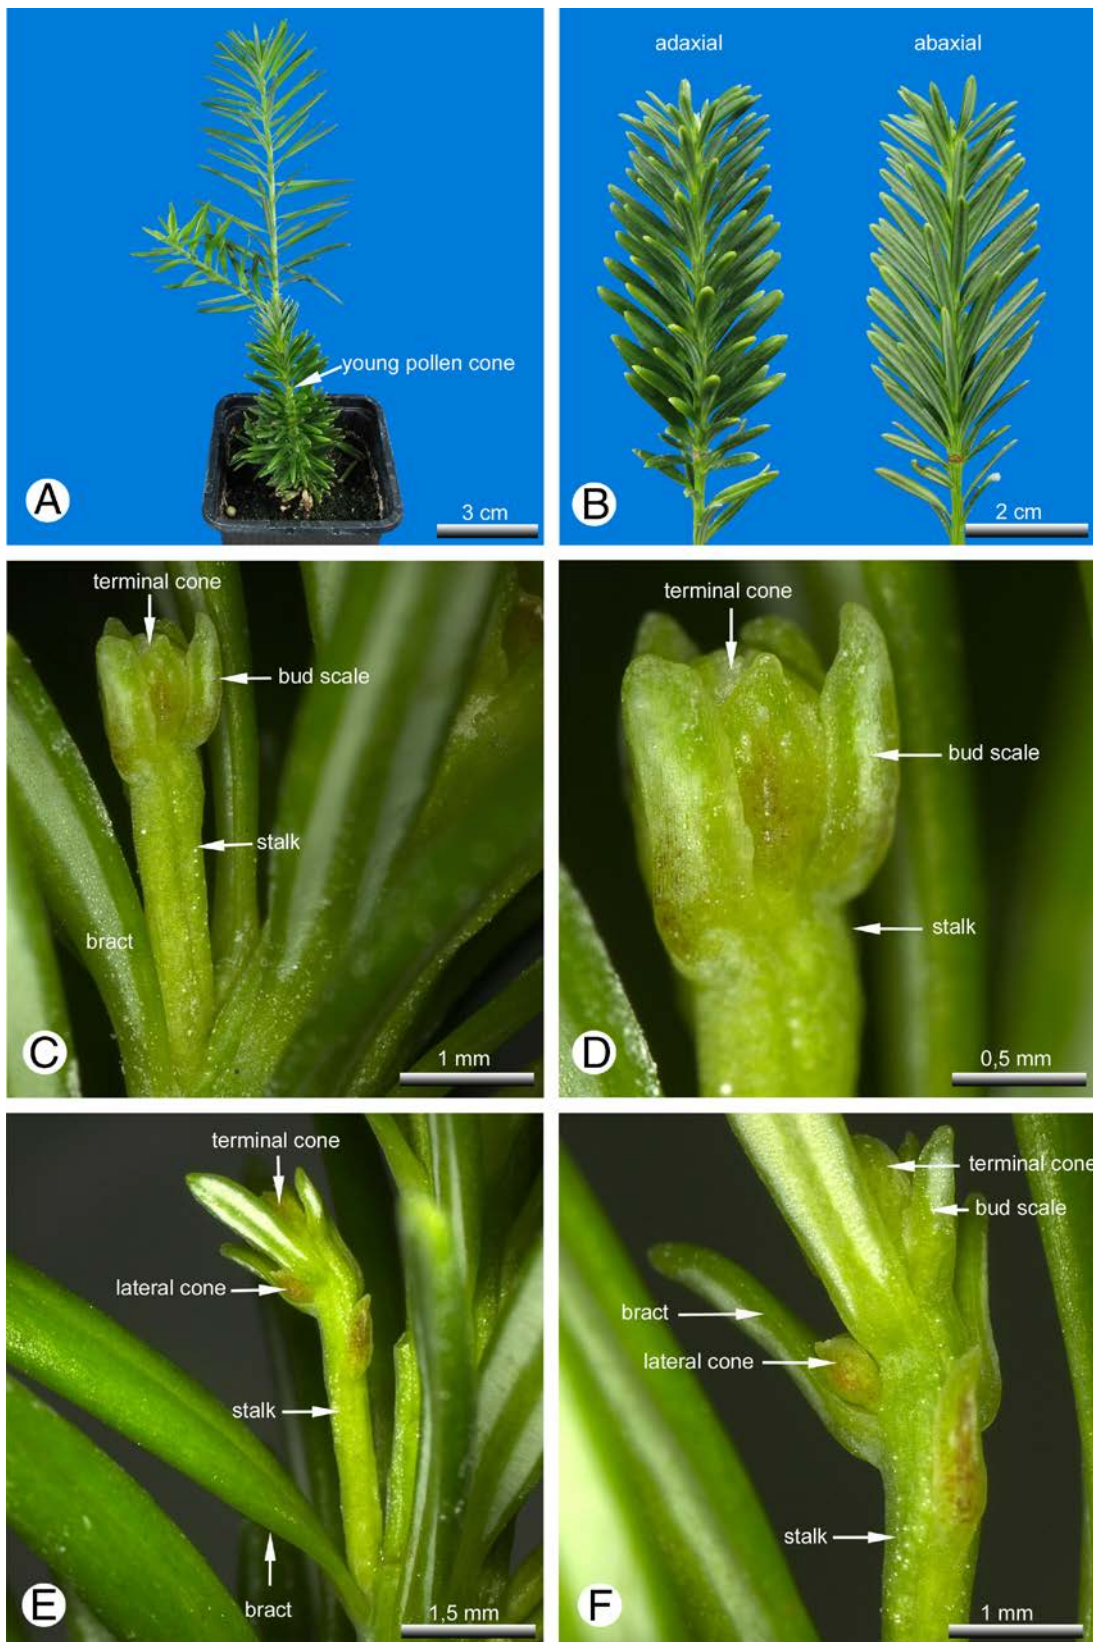 young pollen cone
A
3 cm
adaxial
abaxial
B
2 cm
terminal cone
bud scale
stalk
bract
C
1 mm
terminal cone
bud scale
stalk
D
0,5 mm
terminal cone
lateral cone
stalk
bract
E
1,5 mm
terminal cone
bud scale
bract
lateral cone
stalk
F
1 mm